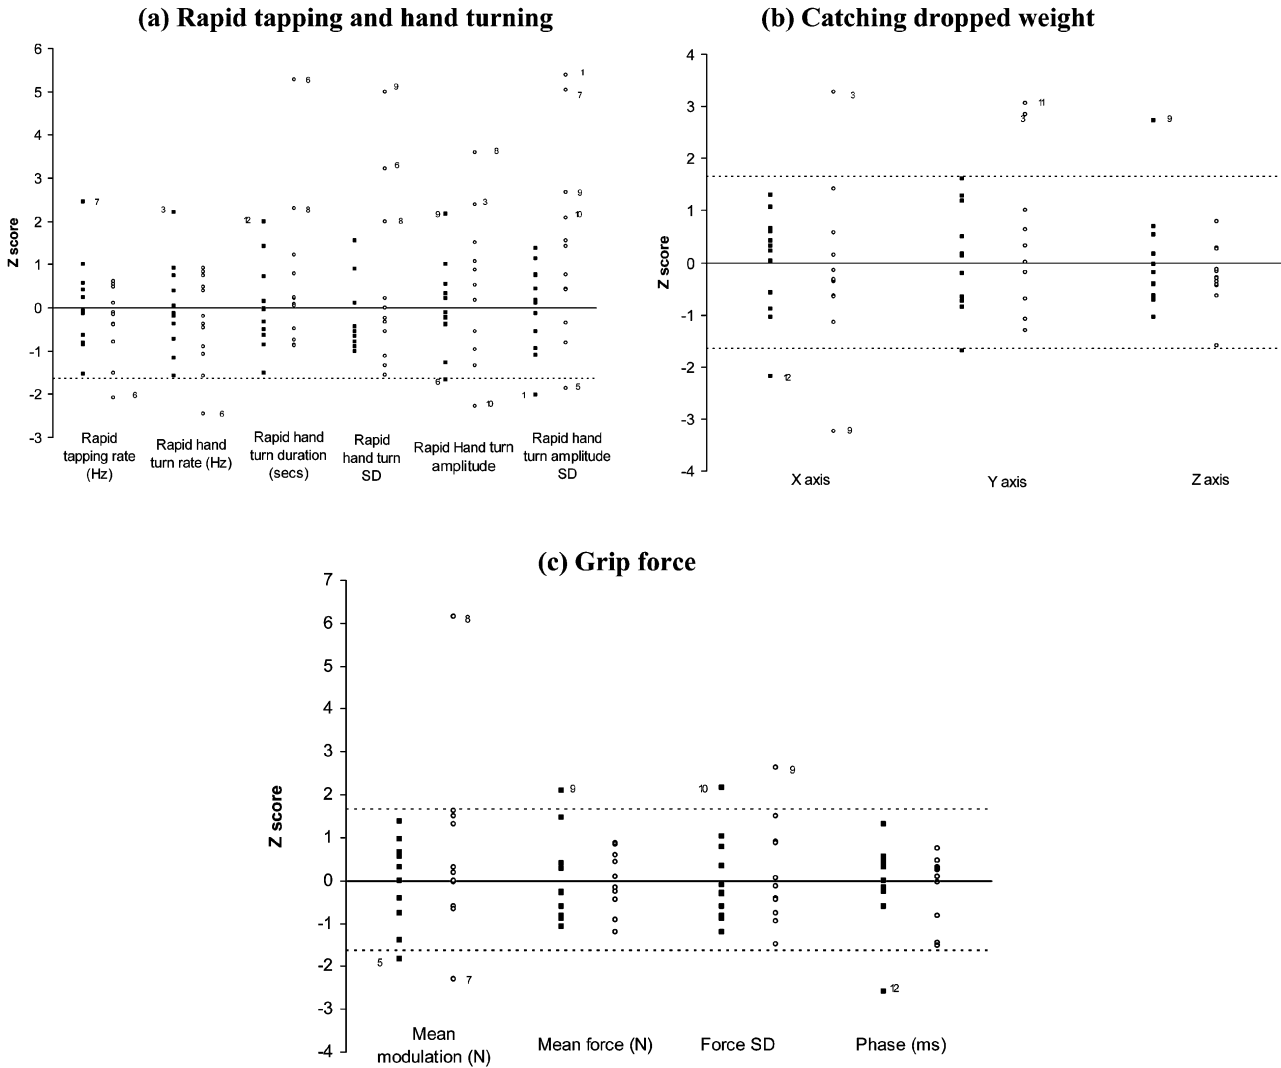 (a) Rapid tapping and hand turning
6
5
4
3
2
1
0
-1
-2
-3
Z score
7
6
3
6
6
8
12
9
6
8
8
3
9
6
10
1
7
9
10
5
1
Rapid
tapping rate
(Hz)
Rapid hand
turn rate (Hz)
Rapid hand
turn duration
(secs)
Rapid
hand turn
SD
Rapid Hand turn
amplitude
Rapid hand
turn amplitude
SD
(b) Catching dropped weight
4
3
2
1
0
-1
-2
-3
-4
Z score
3
12
9
11
3
9
X axis
Y axis
Z axis
(c) Grip force
7
6
5
4
3
2
1
0
-1
-2
-3
-4
Z score
8
5
7
9
10
9
12
Mean
modulation (N)
Mean force (N)
Force SD
Phase (ms)